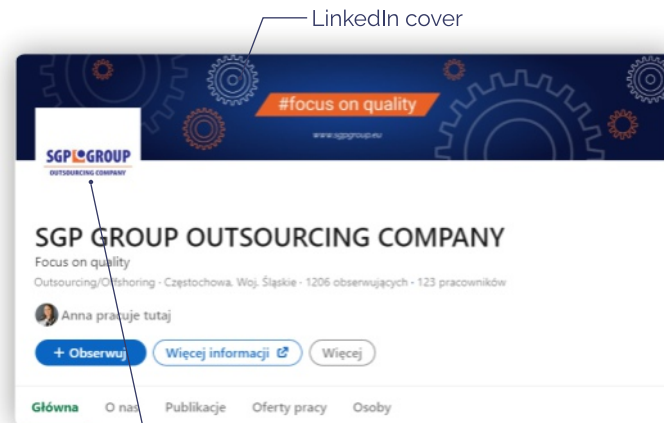 LinkedIn cover
#focus on quality
www.sgpgroup.eu
SGP GROUP
OUTSOURCING COMPANY
SGP GROUP OUTSOURCING COMPANY
Focus on quality
Outsourcing/Offshoring · Częstochowa, Woj. Śląskie · 1206 obserwujących · 123 pracowników
Anna pracuje tutaj
+ Obserwuj Więcej informacji Więcej
Główna O nas Publikacje Oferty pracy Osoby